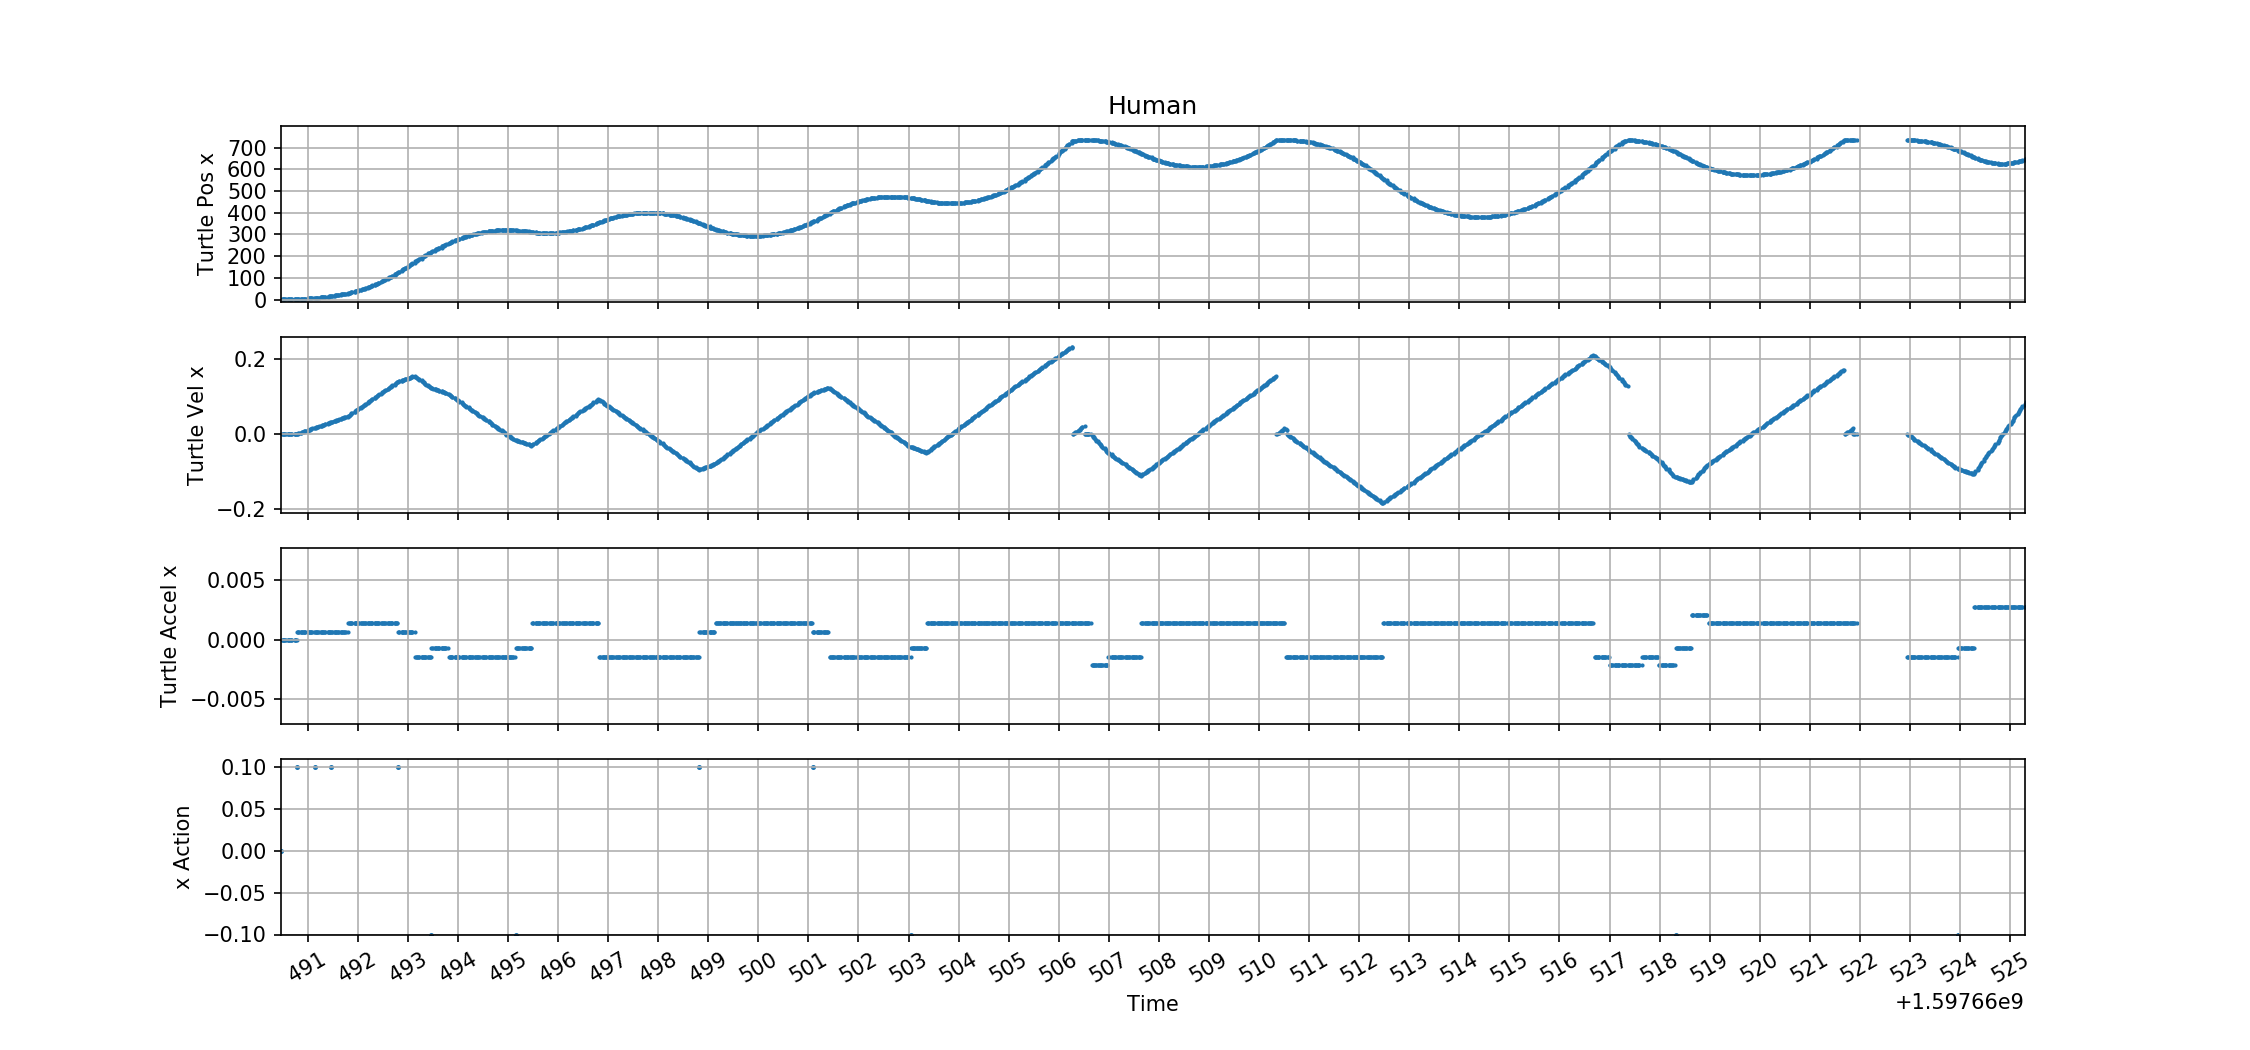 Human
Turtle Pos x
700
600
500
400
300
200
100
0
Turtle Vel x
0.2
0.0
−0.2
Turtle Accel x
0.005
0.000
−0.005
x Action
0.10
0.05
0.00
−0.05
−0.10
491 492 493 494 495 496 497 498 499 500 501 502 503 504 505 506 507 508 509 510 511 512 513 514 515 516 517 518 519 520 521 522 523 524 525
Time
+1.59766e9